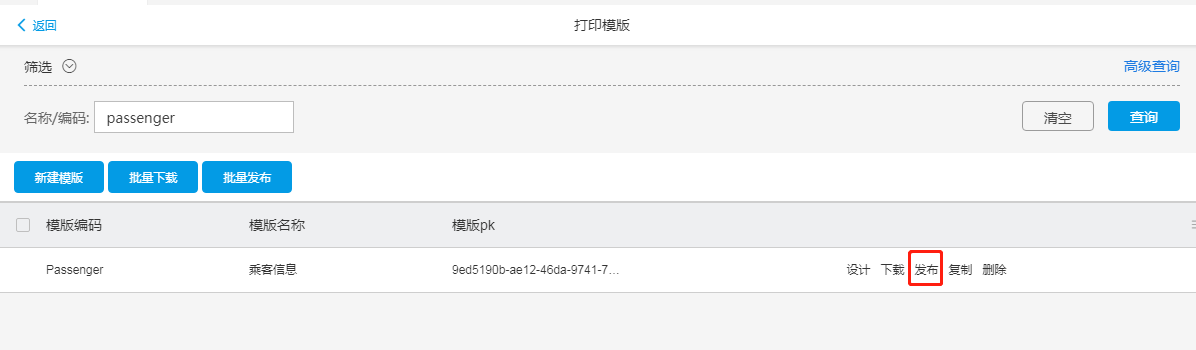 返回
打印模版
筛选
高级查询
名称/编码: passenger
清空 查询
新建模版 批量下载 批量发布
模版编码 模版名称 模版pk
Passenger 乘客信息 9ed5190b-ae12-46da-9741-7… 设计 下载 发布 复制 删除